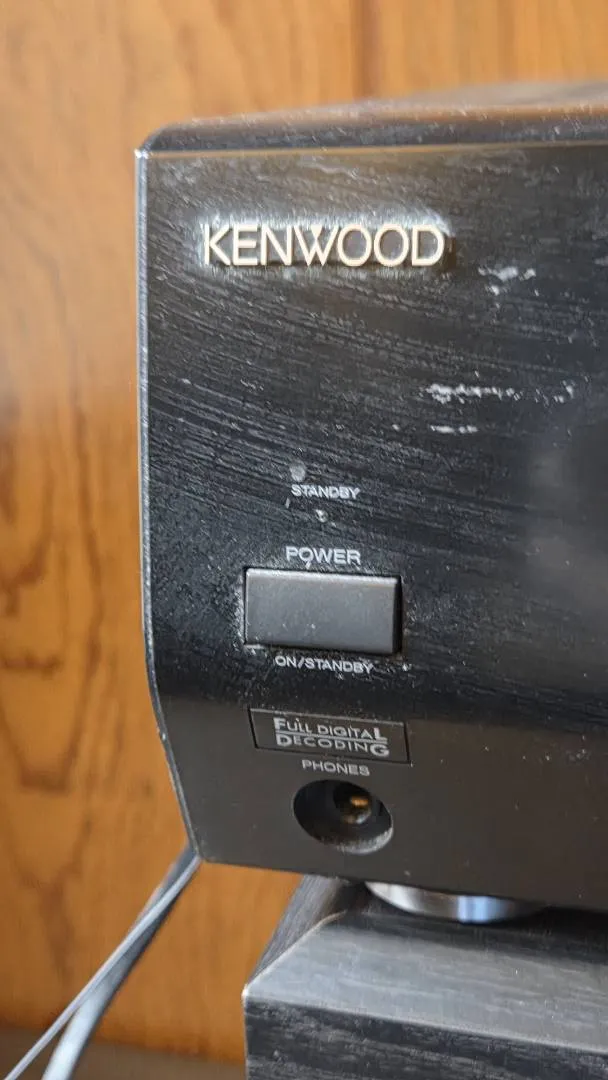 KENWOOD
STANDBY
POWER
ON/STANDBY
FULL DIGITAL
DECODING
PHONES